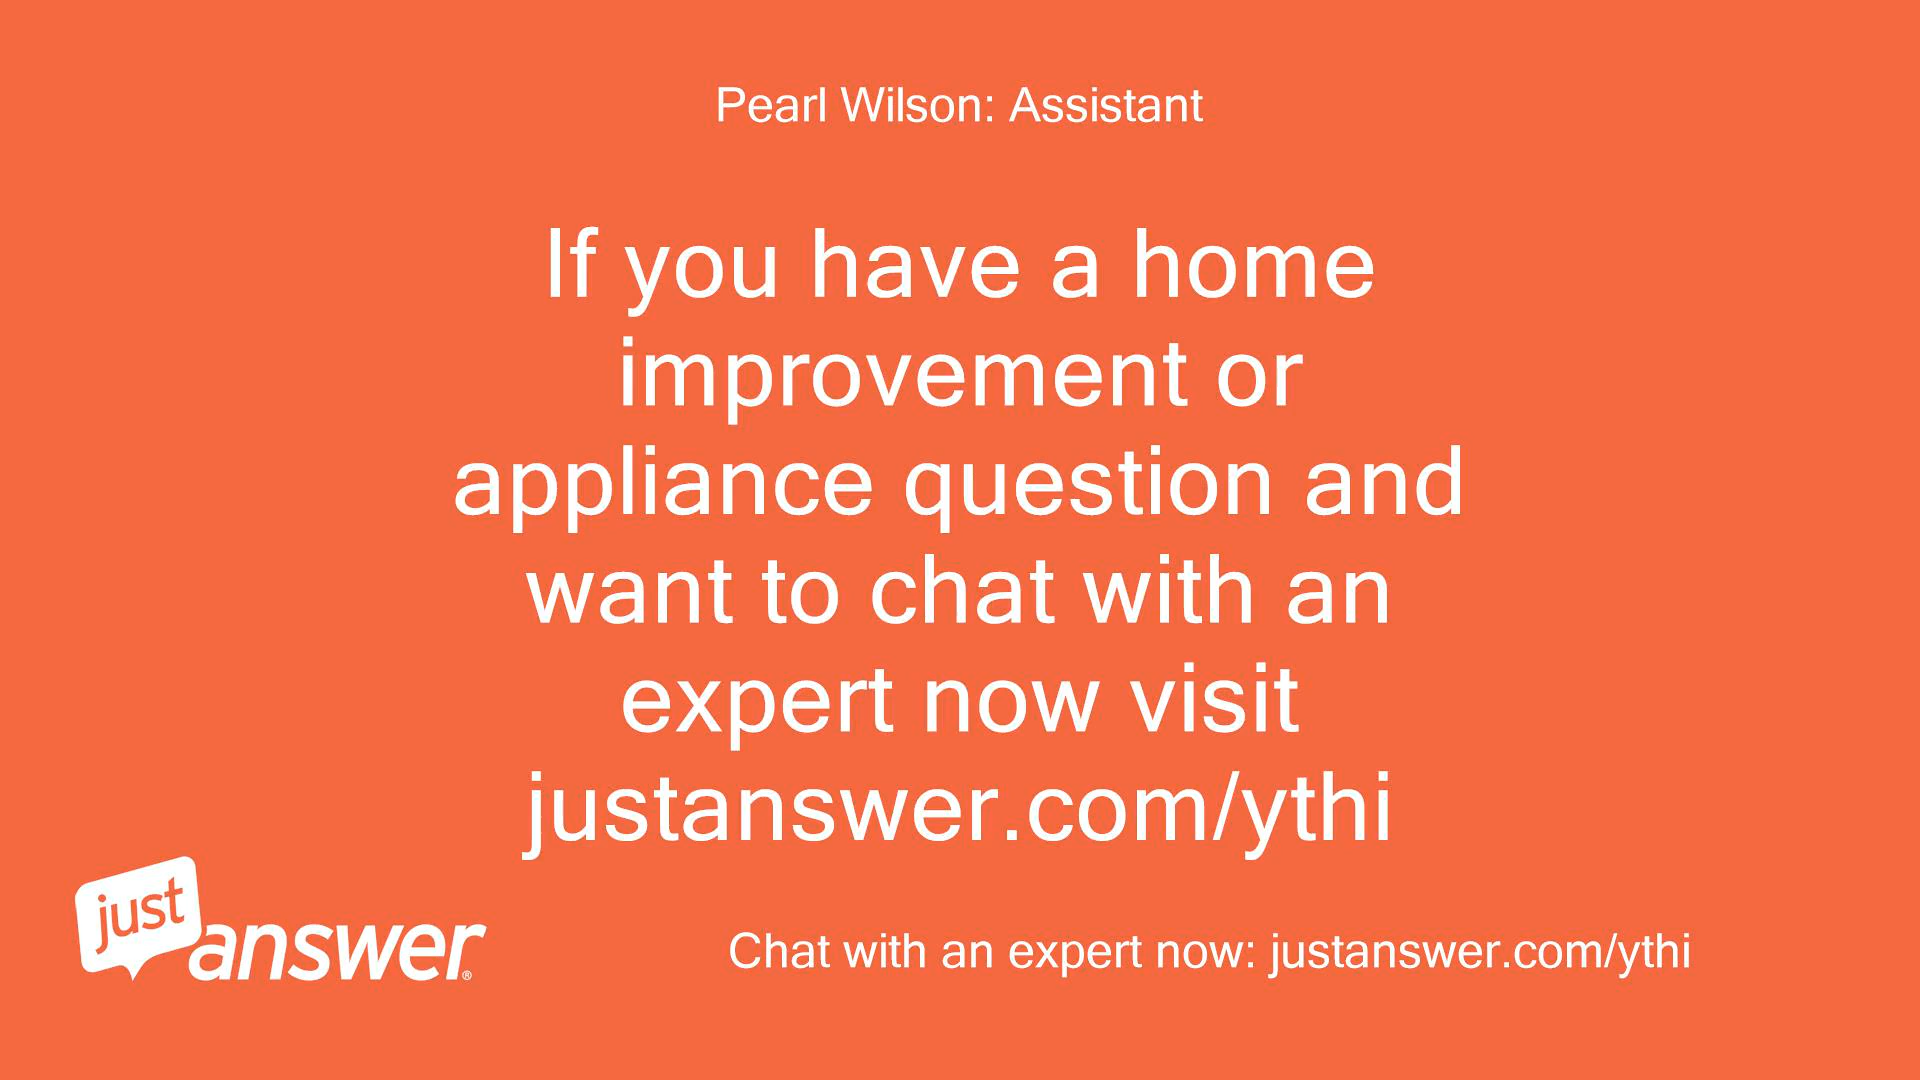 Pearl Wilson: Assistant
If you have a home
improvement or
appliance question and
want to chat with an
expert now visit
justanswer.com/ythi
just
answer®
Chat with an expert now: justanswer.com/ythi